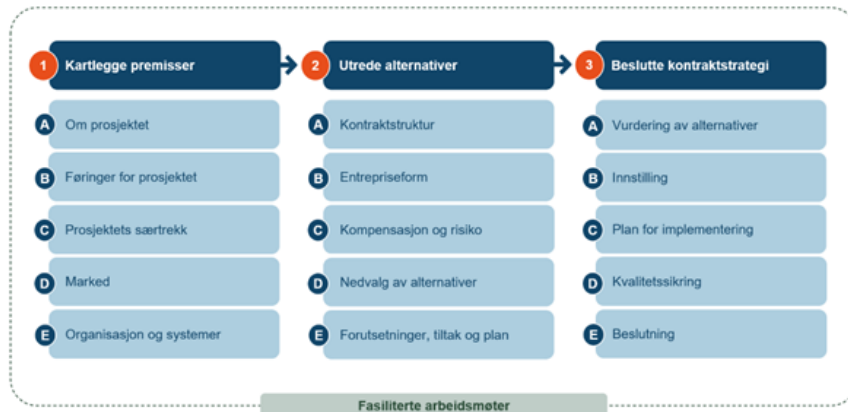 1 Kartlegge premisser
A Om prosjektet
B Føringer for prosjektet
C Prosjektets særtrekk
D Marked
E Organisasjon og systemer
2 Utrede alternativer
A Kontraktstruktur
B Entrepriseform
C Kompensasjon og risiko
D Nedvalg av alternativer
E Forutsetninger, tiltak og plan
3 Beslutte kontraktstrategi
A Vurdering av alternativer
B Innstilling
C Plan for implementering
D Kvalitetssikring
E Beslutning
Fasiliterte arbeidsmøter